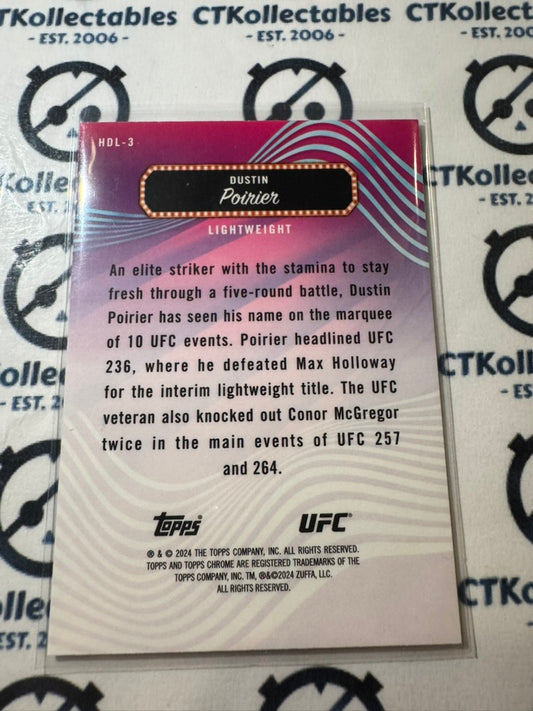 CTKollectables CTKollectables
- EST. 2006 - - EST. 2006 -
HDL-3
DUSTIN
Poirier
LIGHTWEIGHT
An elite striker with the stamina to stay
fresh through a five-round battle, Dustin
Poirier has seen his name on the marquee
of 10 UFC events. Poirier headlined UFC
236, where he defeated Max Holloway
for the interim lightweight title. The UFC
veteran also knocked out Conor McGregor
twice in the main events of UFC 257
and 264.
Topps UFC
® & © 2024 THE TOPPS COMPANY, INC. ALL RIGHTS RESERVED.
TOPPS AND TOPPS CHROME ARE REGISTERED TRADEMARKS OF THE
TOPPS COMPANY, INC. TM, ®&©2024 ZUFFA, LLC.
ALL RIGHTS RESERVED.